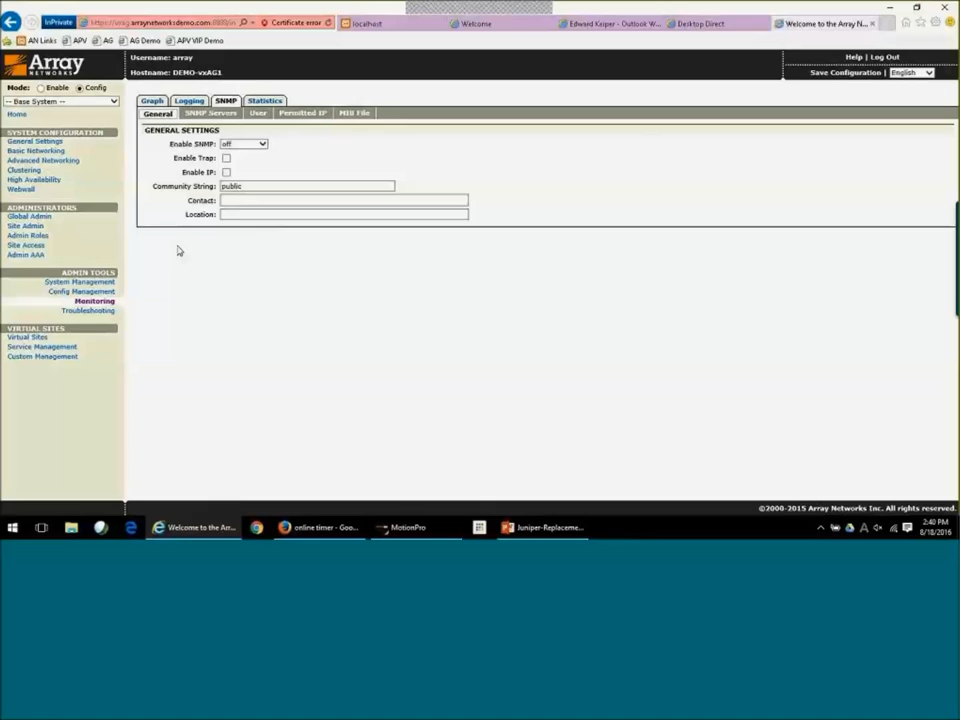 InPrivate
Certificate error
localhost
Welcome
Edward Keiper - Outlook W...
Desktop Direct
Welcome to the Array N...
AN Links APV AG AG Demo APV VIP Demo
Array
NETWORKS
Username: array
Hostname: DEMO-vxAG1
Help | Log Out
Save Configuration | English
Mode: Enable Config
-- Base System --
Home
SYSTEM CONFIGURATION
General Settings
Basic Networking
Advanced Networking
Clustering
High Availability
Webwall
ADMINISTRATORS
Global Admin
Site Admin
Admin Roles
Site Access
Admin AAA
ADMIN TOOLS
System Management
Config Management
Monitoring
Troubleshooting
VIRTUAL SITES
Virtual Sites
Service Management
Custom Management
Graph Logging SNMP Statistics
General SNMP Servers User Permitted IP MIB File
GENERAL SETTINGS
Enable SNMP: off
Enable Trap:
Enable IP:
Community String: public
Contact:
Location:
©2000-2015 Array Networks Inc. All rights reserved.
Welcome to the Arr...
online timer - Goo...
MotionPro
Juniper-Replaceme...
2:40 PM
8/18/2016